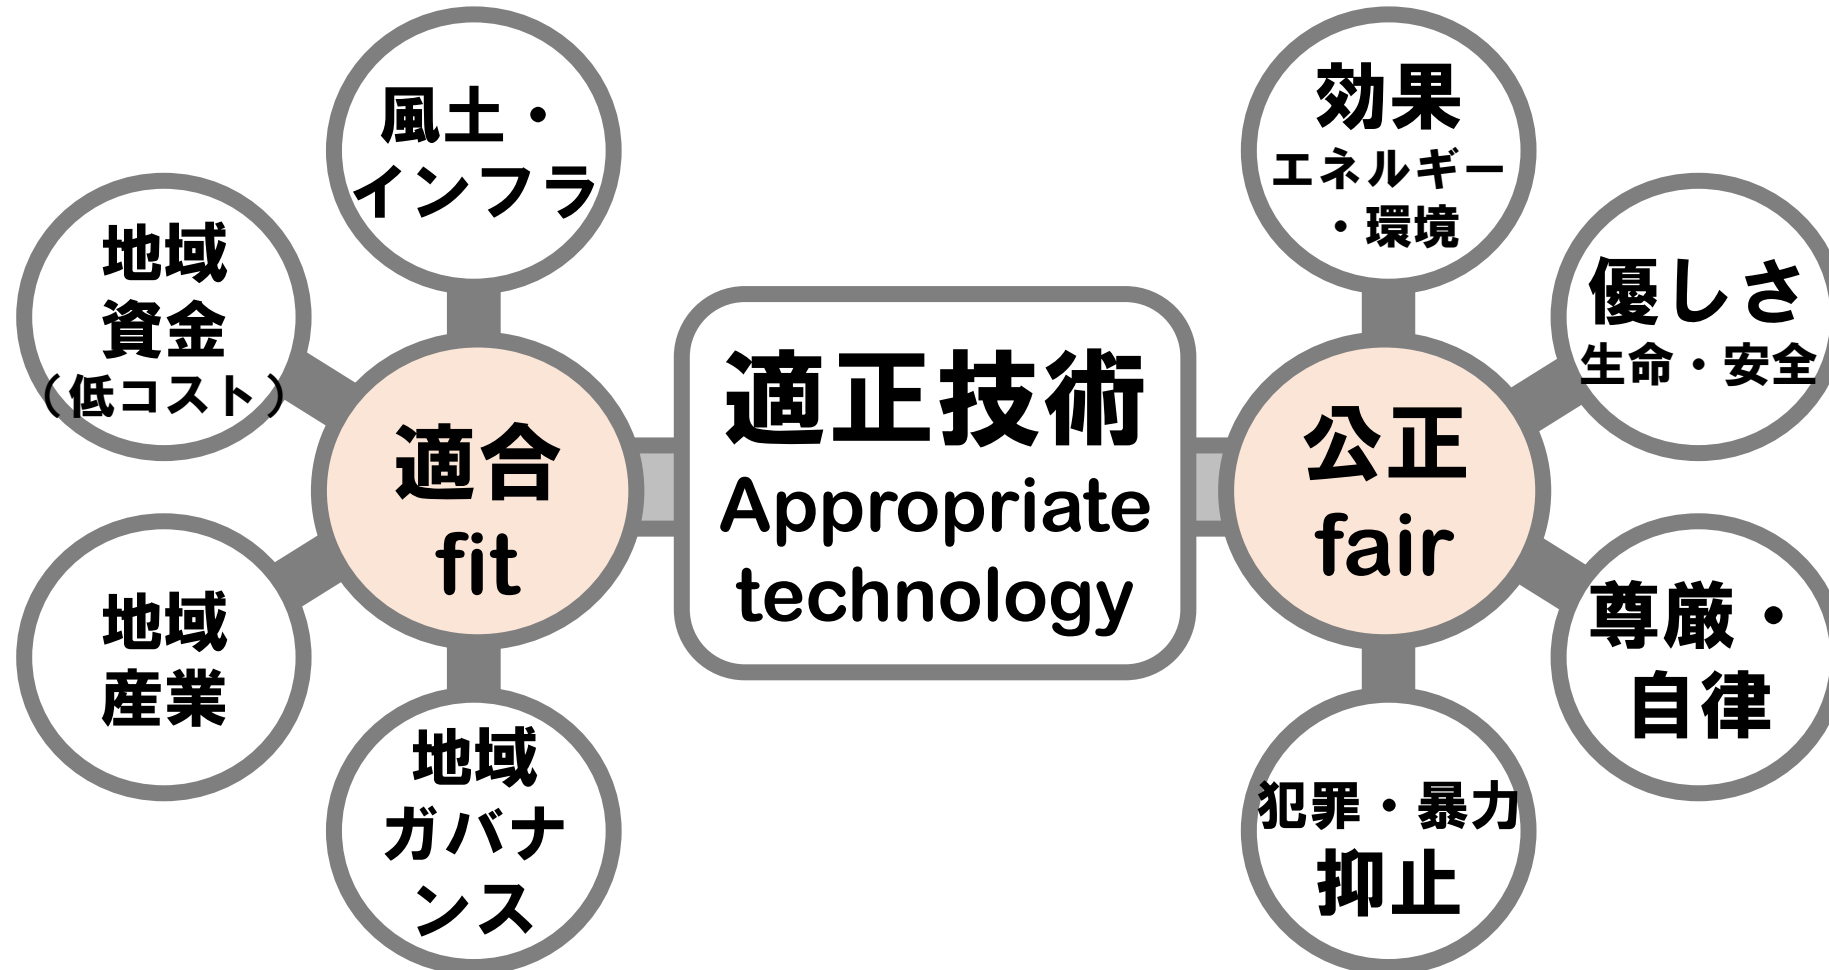 風土・
インフラ
地域
資金
（低コスト）
適合
fit
地域
産業
地域
ガバナ
ンス
適正技術
Appropriate
technology
効果
エネルギー
・環境
優しさ
生命・安全
公正
fair
尊厳・
自律
犯罪・暴力
抑止